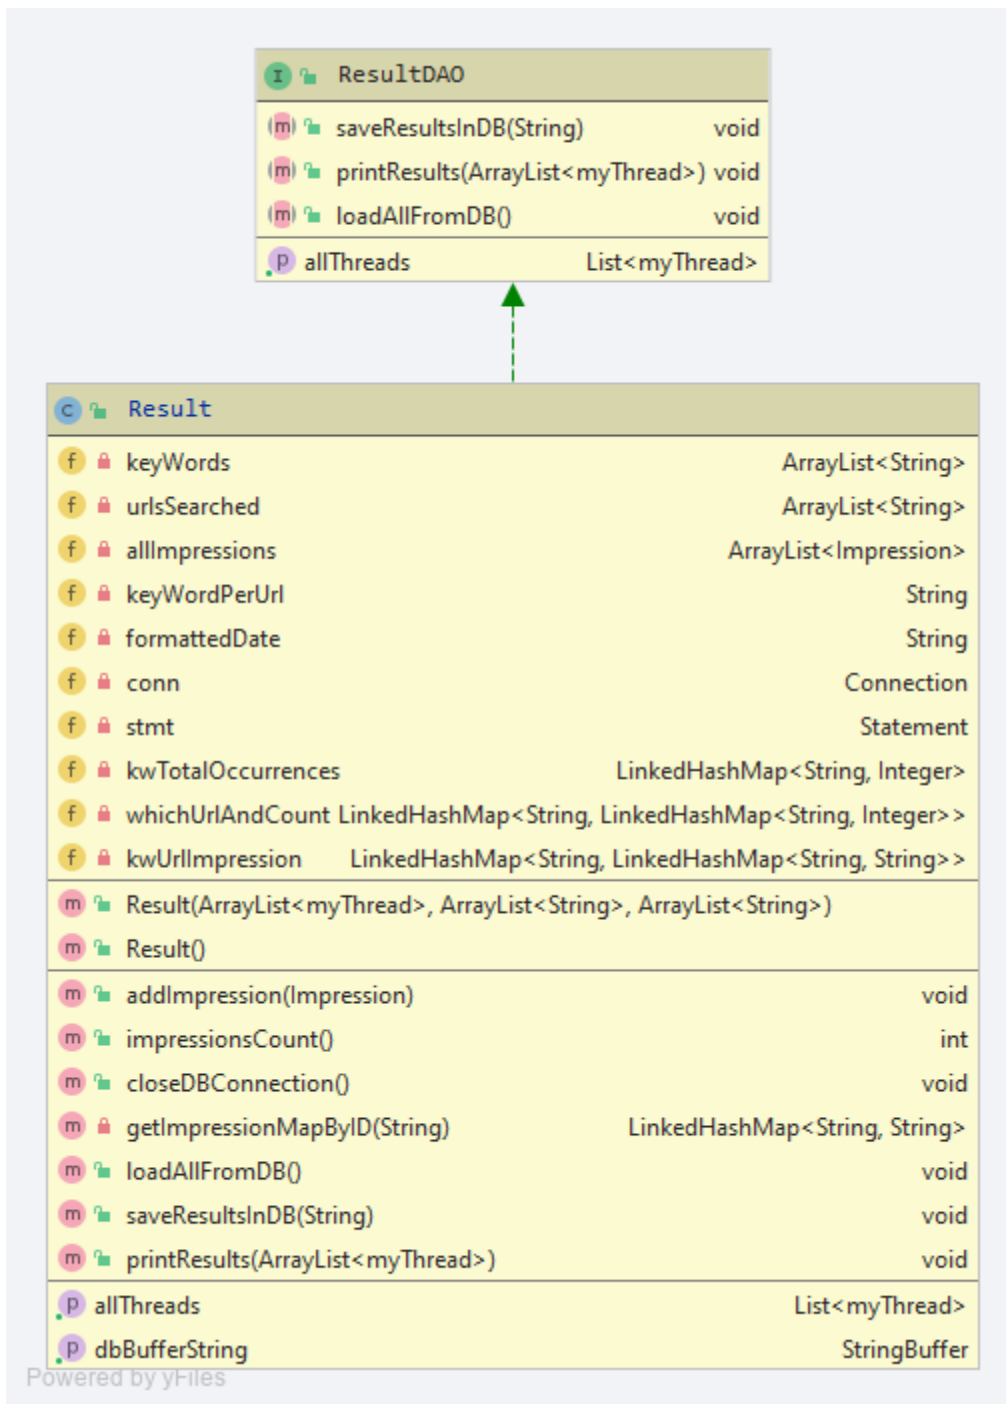 I ResultDAO
m saveResultsInDB(String) void
m printResults(ArrayList<myThread>) void
m loadAllFromDB() void
p allThreads List<myThread>
C Result
f keyWords ArrayList<String>
f urlsSearched ArrayList<String>
f allImpressions ArrayList<Impression>
f keyWordPerUrl String
f formattedDate String
f conn Connection
f stmt Statement
f kwTotalOccurrences LinkedHashMap<String, Integer>
f whichUrlAndCount LinkedHashMap<String, LinkedHashMap<String, Integer>>
f kwUrlImpression LinkedHashMap<String, LinkedHashMap<String, String>>
m Result(ArrayList<myThread>, ArrayList<String>, ArrayList<String>)
m Result()
m addImpression(Impression) void
m impressionsCount() int
m closeDBConnection() void
m getImpressionMapByID(String) LinkedHashMap<String, String>
m loadAllFromDB() void
m saveResultsInDB(String) void
m printResults(ArrayList<myThread>) void
p allThreads List<myThread>
p dbBufferString StringBuffer
Powered by yFiles